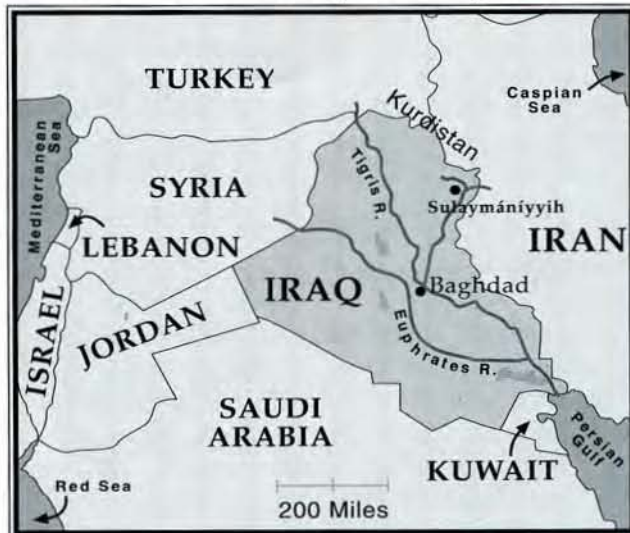 TURKEY
Caspian
Sea
Kurdistan
Mediterranean
Sea
Tigris R.
SYRIA
Sulaymáníyyih
LEBANON
IRAN
IRAQ
Baghdad
ISRAEL
JORDAN
Euphrates R.
SAUDI
ARABIA
Persian
Gulf
KUWAIT
Red Sea
200 Miles